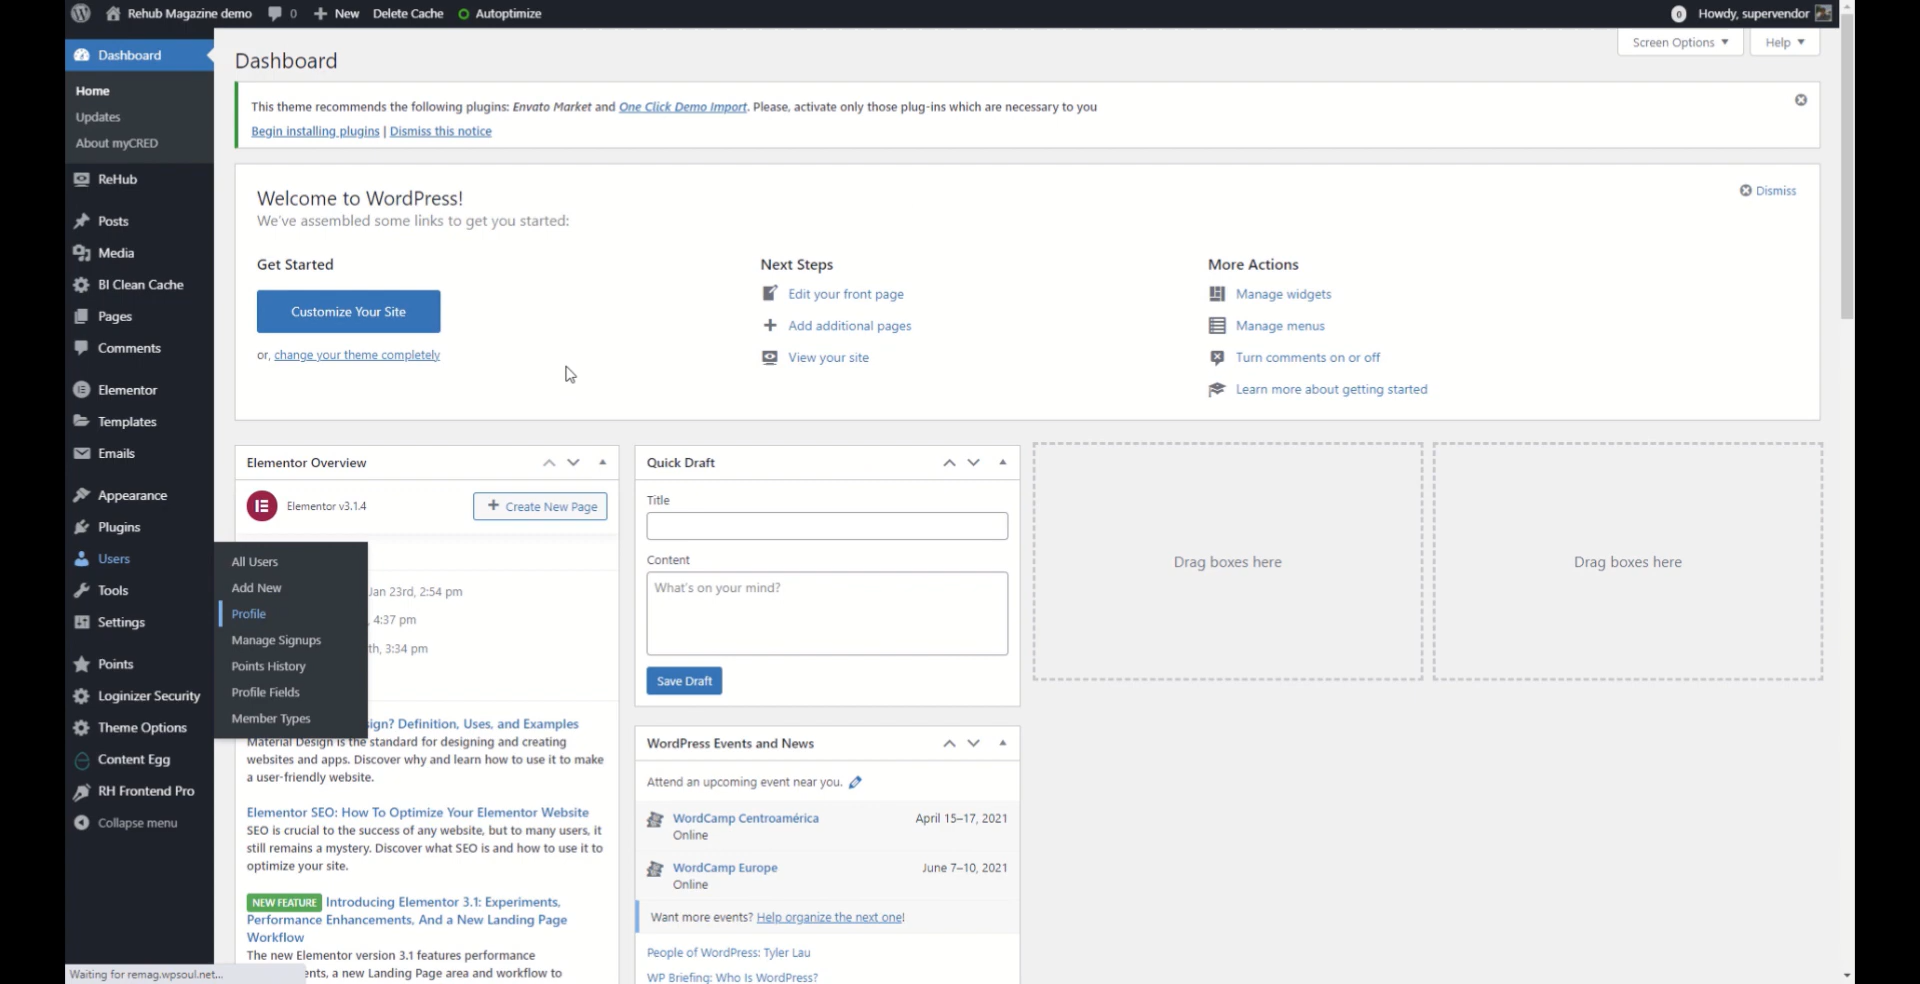 Rehub Magazine demo 0 New Delete Cache Autoptimize 0 Howdy, supervendor
Screen Options Help
Dashboard
Home
Updates
About myCRED
ReHub
Posts
Media
BI Clean Cache
Pages
Comments
Elementor
Templates
Emails
Appearance
Plugins
Users
Tools
Settings
Points
Loginizer Security
Theme Options
Content Egg
RH Frontend Pro
Collapse menu
All Users
Add New
Profile
Manage Signups
Points History
Profile Fields
Member Types
Dashboard
This theme recommends the following plugins: Envato Market and One Click Demo Import. Please, activate only those plug-ins which are necessary to you
Begin installing plugins | Dismiss this notice
Welcome to WordPress!
Dismiss
We've assembled some links to get you started:
Get Started
Customize Your Site
or, change your theme completely
Next Steps
Edit your front page
Add additional pages
View your site
More Actions
Manage widgets
Manage menus
Turn comments on or off
Learn more about getting started
Elementor Overview
Elementor v3.1.4
Create New Page
Jan 23rd, 2:54 pm
, 4:37 pm
th, 3:34 pm
sign? Definition, Uses, and Examples
Material Design is the standard for designing and creating
websites and apps. Discover why and learn how to use it to make
a user-friendly website.
Elementor SEO: How To Optimize Your Elementor Website
SEO is crucial to the success of any website, but to many users, it
still remains a mystery. Discover what SEO is and how to use it to
optimize your site.
NEW FEATURE Introducing Elementor 3.1: Experiments,
Performance Enhancements, And a New Landing Page
Workflow
The new Elementor version 3.1 features performance
ents, a new Landing Page area and workflow to
Quick Draft
Title
Content
What's on your mind?
Save Draft
WordPress Events and News
Attend an upcoming event near you.
WordCamp Centroamérica April 15–17, 2021
Online
WordCamp Europe June 7–10, 2021
Online
Want more events? Help organize the next one!
People of WordPress: Tyler Lau
WP Briefing: Who Is WordPress?
Drag boxes here
Drag boxes here
Waiting for remag.wpsoul.net...